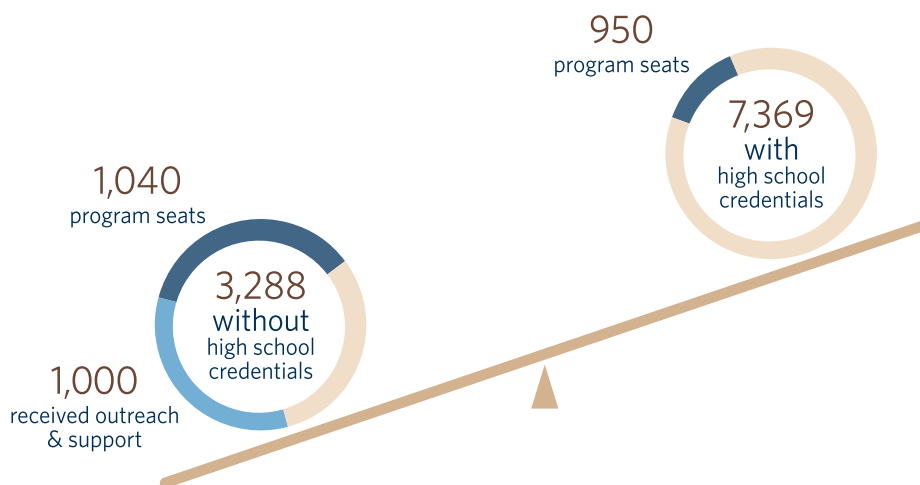 950
program seats
7,369
with
high school
credentials
1,040
program seats
3,288
without
high school
credentials
1,000
received outreach
& support